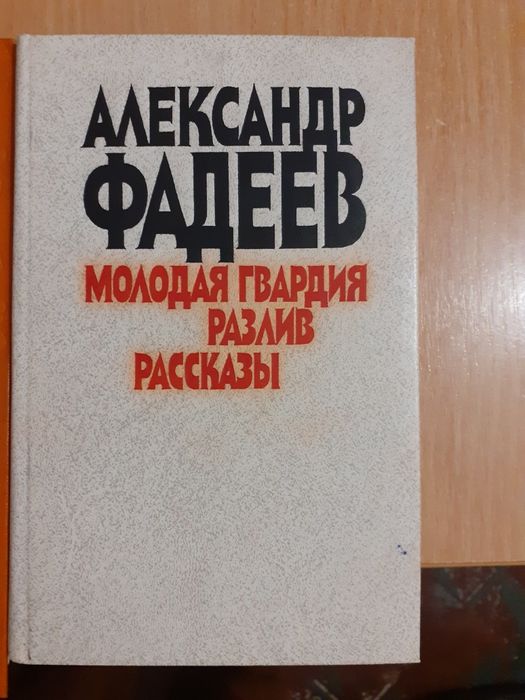 АЛЕКСАНДР
ФАДЕЕВ
МОЛОДАЯ ГВАРДИЯ
РАЗЛИВ
РАССКАЗЫ